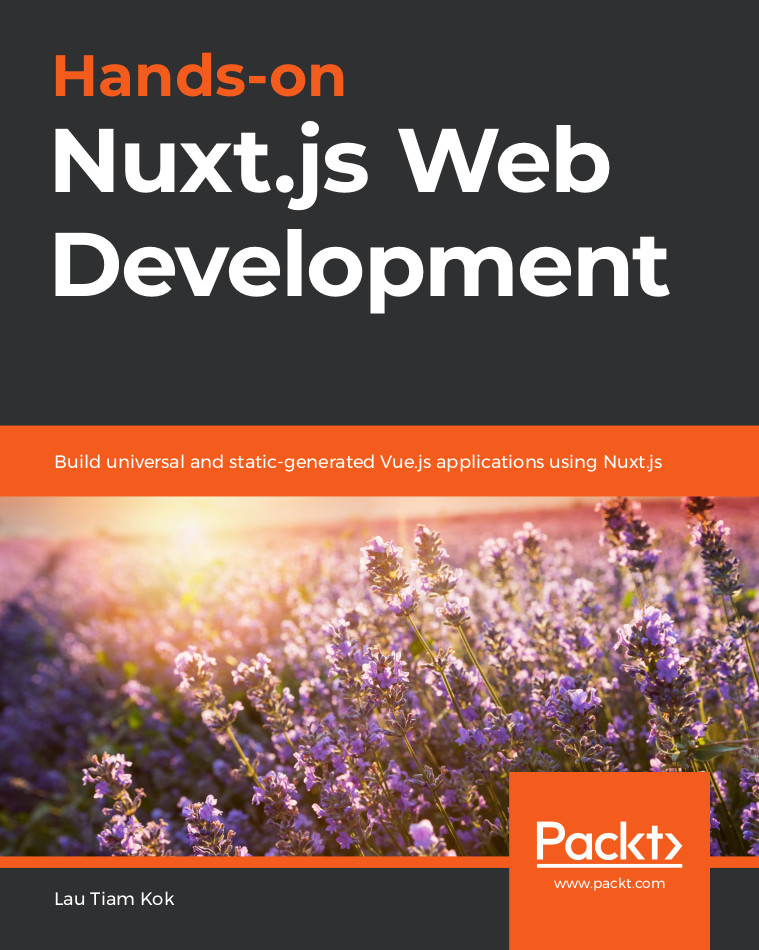 Hands-on
Nuxt.js Web
Development
Build universal and static-generated Vue.js applications using Nuxt.js
Packt
www.packt.com
Lau Tiam Kok